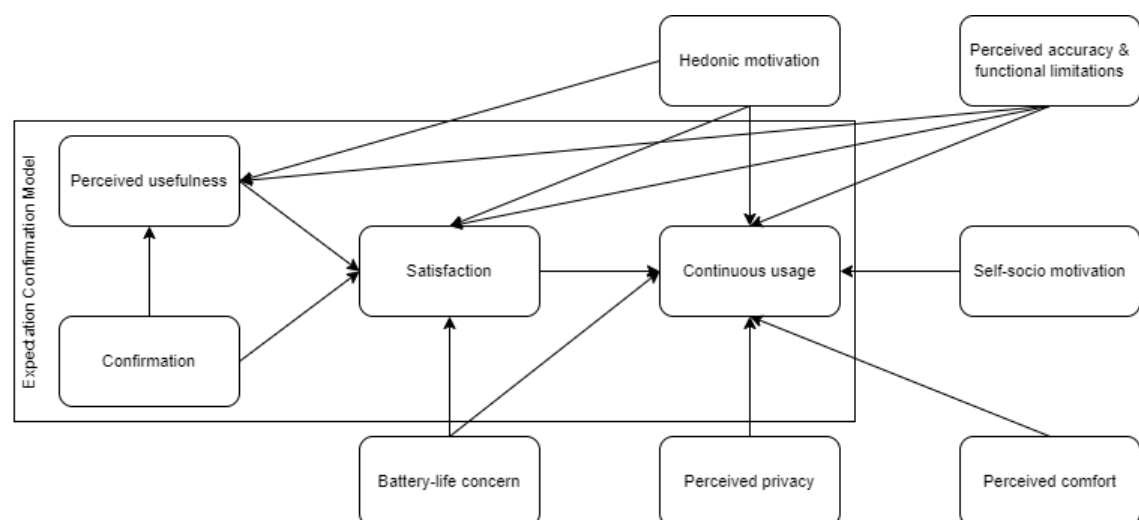 Hedonic motivation
Perceived accuracy &
functional limitations
Expectation Confirmation Model
Perceived usefulness
Satisfaction
Continuous usage
Self-socio motivation
Confirmation
Battery-life concern
Perceived privacy
Perceived comfort